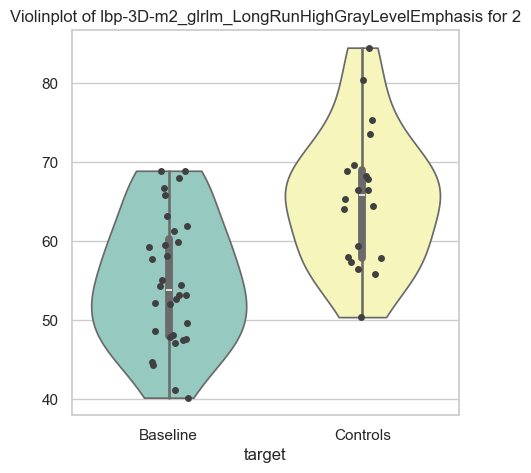 Violinplot of lbp-3D-m2_glrlm_LongRunHighGrayLevelEmphasis for 2
80
70
60
50
40
Baseline
Controls
target